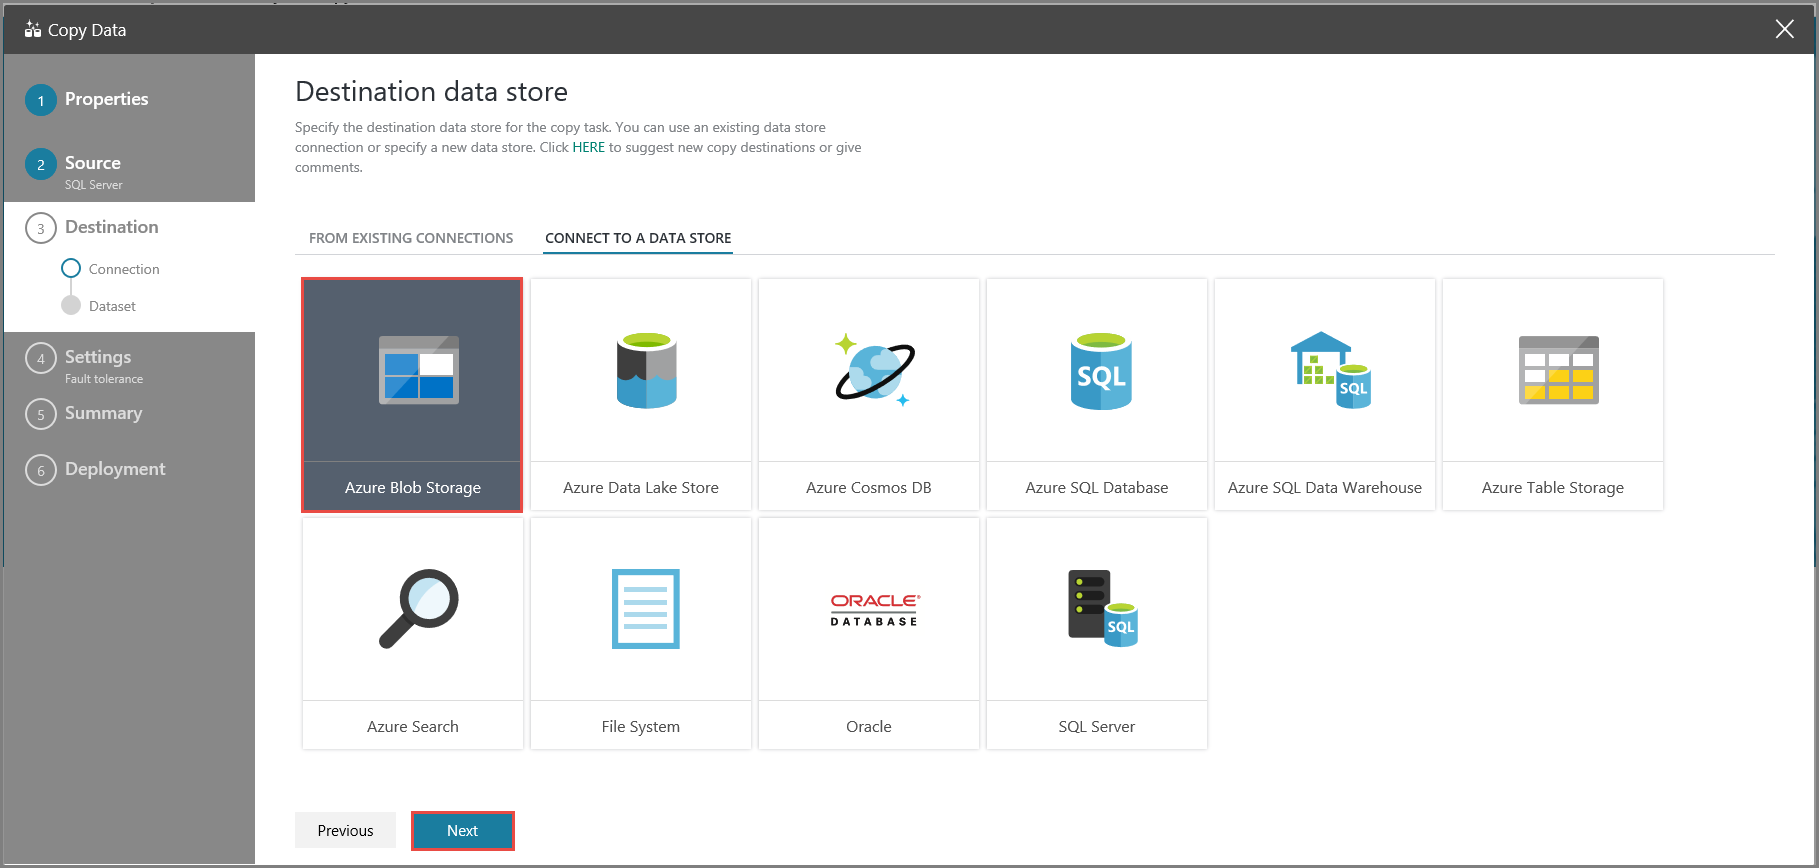 Copy Data
1 Properties
2 Source
SQL Server
3 Destination
Connection
Dataset
4 Settings
Fault tolerance
5 Summary
6 Deployment
Destination data store
Specify the destination data store for the copy task. You can use an existing data store
connection or specify a new data store. Click HERE to suggest new copy destinations or give
comments.
FROM EXISTING CONNECTIONS CONNECT TO A DATA STORE
SQL
SQL
Azure Blob Storage
Azure Data Lake Store
Azure Cosmos DB
Azure SQL Database
Azure SQL Data Warehouse
Azure Table Storage
ORACLE®
DATABASE
SQL
Azure Search
File System
Oracle
SQL Server
Previous
Next